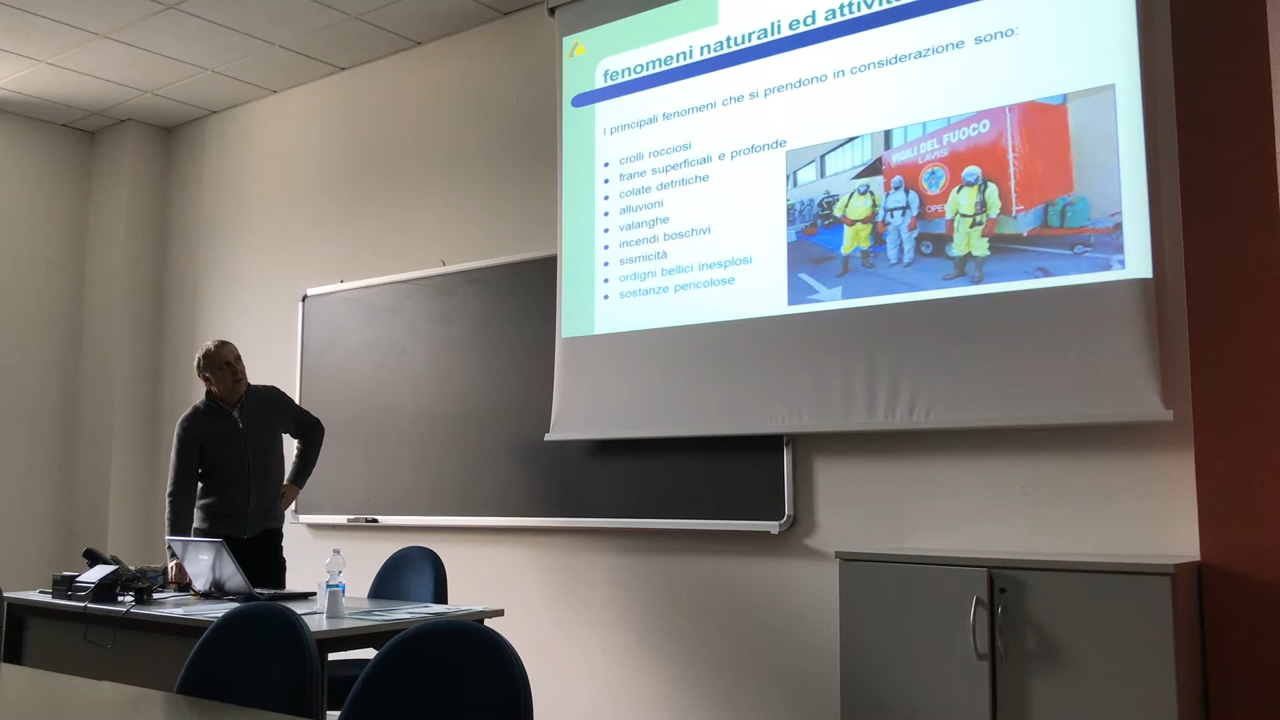 fenomeni naturali ed attività
I principali fenomeni che si prendono in considerazione sono:
crolli rocciosi
frane superficiali e profonde
colate detritiche
alluvioni
valanghe
incendi boschivi
sismicità
ordigni bellici inesplosi
sostanze pericolose
VIGILI DEL FUOCO
LAVIS